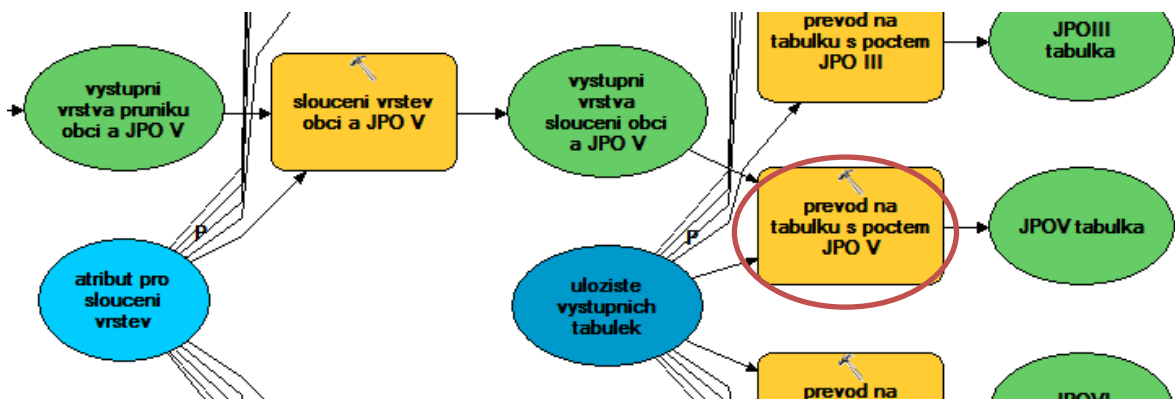 prevod na
tabulku s poctem
JPO III
JPOIII
tabulka
vystupni
vrstva pruniku
obci a JPO V
slouceni vrstev
obci a JPO V
vystupni
vrstva
slouceni obci
a JPO V
prevod na
tabulku s poctem
JPO V
JPOV tabulka
P
P
atribut pro
slouceni
vrstev
uloziste
vystupnich
tabulek
prevod na
JPOVI